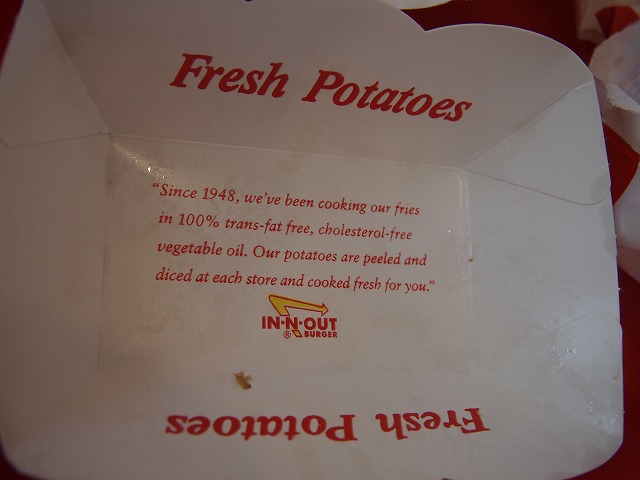 Fresh Potatoes
"Since 1948, we've been cooking our fries
in 100% trans-fat free, cholesterol-free
vegetable oil. Our potatoes are peeled and
diced at each store and cooked fresh for you."
IN-N-OUT
® BURGER
Fresh Potatoes